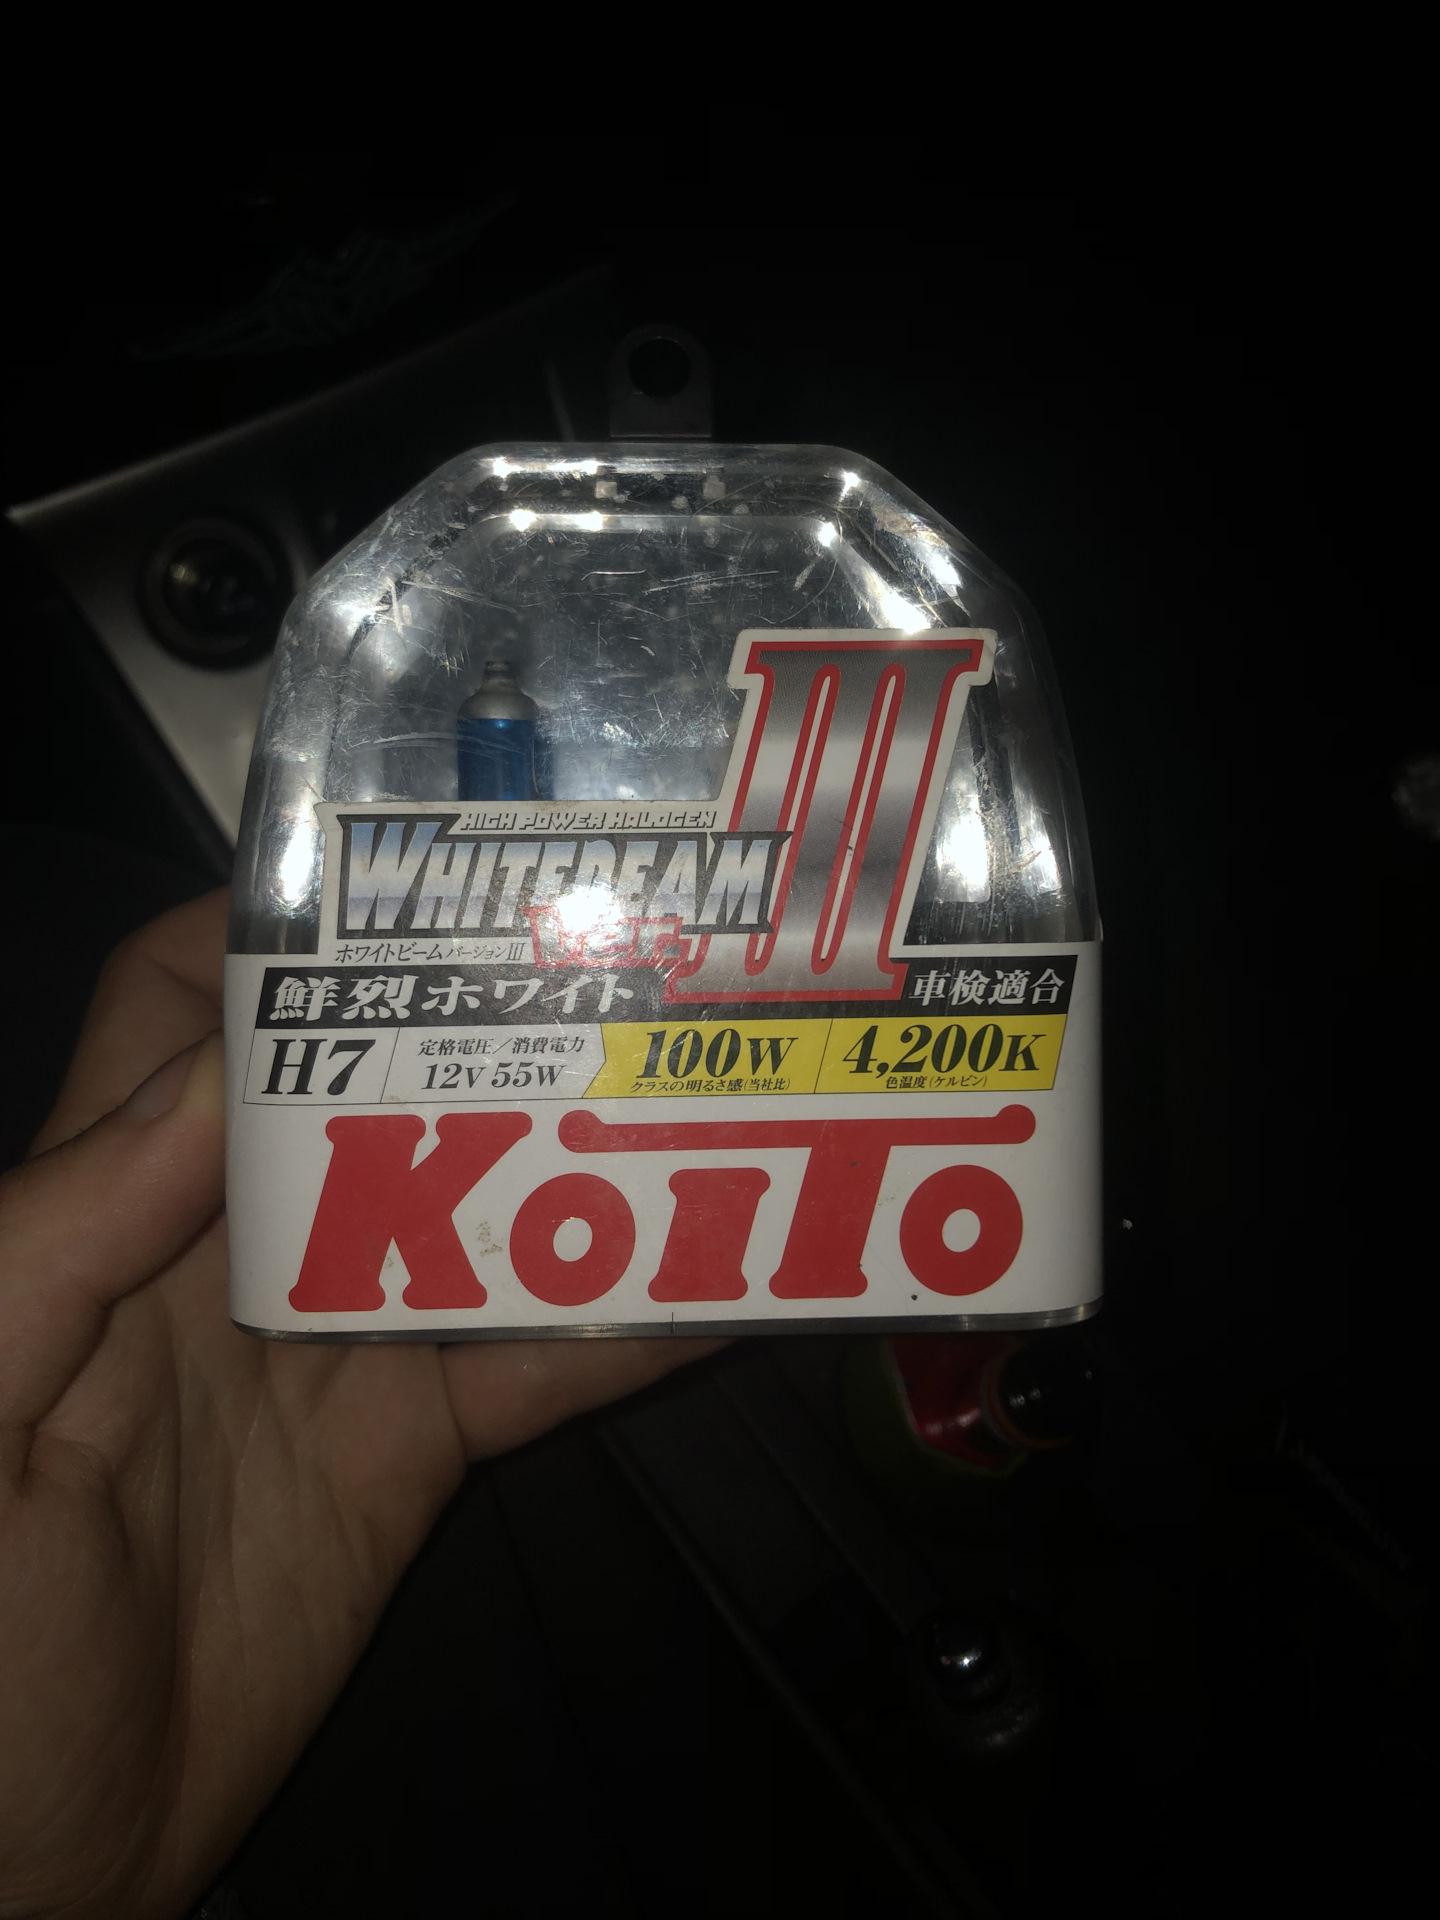 HIGH POWER HALOGEN
WHITEBEAM III
Ver.
ホワイトビーム バージョンIII
鮮烈ホワイト
車検適合
H7
定格電圧／消費電力
12V 55W
100W
クラスの明るさ感(当社比)
4,200K
色温度(ケルビン)
KOITO